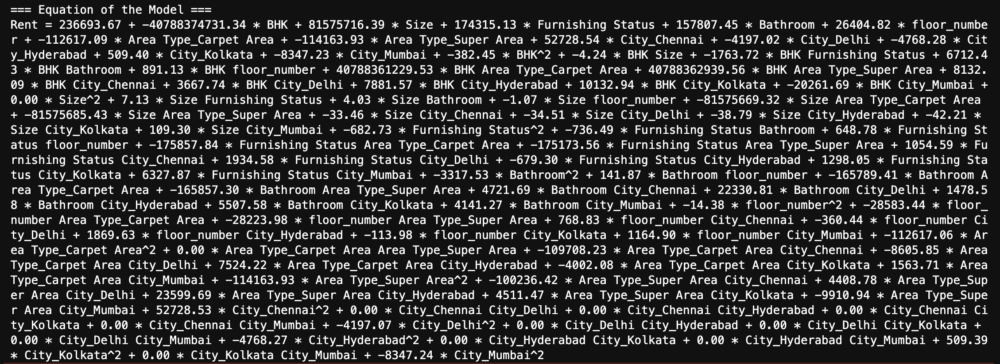 === Equation of the Model ===
Rent = 236693.67 + -40788374731.34 * BHK + 81575716.39 * Size + 174315.13 * Furnishing Status + 157807.45 * Bathroom + 26404.82 * floor_numbe
r + -112617.09 * Area Type_Carpet Area + -114163.93 * Area Type_Super Area + 52728.54 * City_Chennai + -4197.02 * City_Delhi + -4768.28 * Cit
y_Hyderabad + 509.40 * City_Kolkata + -8347.23 * City_Mumbai + -382.45 * BHK^2 + -4.24 * BHK Size + -1763.72 * BHK Furnishing Status + 6712.4
3 * BHK Bathroom + 891.13 * BHK floor_number + 40788361229.53 * BHK Area Type_Carpet Area + 40788362939.56 * BHK Area Type_Super Area + 8132.
09 * BHK City_Chennai + 3667.74 * BHK City_Delhi + 7881.57 * BHK City_Hyderabad + 10132.94 * BHK City_Kolkata + -20261.69 * BHK City_Mumbai +
0.00 * Size^2 + 7.13 * Size Furnishing Status + 4.03 * Size Bathroom + -1.07 * Size floor_number + -81575669.32 * Size Area Type_Carpet Area
+ -81575685.43 * Size Area Type_Super Area + -33.46 * Size City_Chennai + -34.51 * Size City_Delhi + -38.79 * Size City_Hyderabad + -42.21 *
Size City_Kolkata + 109.30 * Size City_Mumbai + -682.73 * Furnishing Status^2 + -736.49 * Furnishing Status Bathroom + 648.78 * Furnishing St
atus floor_number + -175857.84 * Furnishing Status Area Type_Carpet Area + -175173.56 * Furnishing Status Area Type_Super Area + 1054.59 * Fu
rnishing Status City_Chennai + 1934.58 * Furnishing Status City_Delhi + -679.30 * Furnishing Status City_Hyderabad + 1298.05 * Furnishing Sta
tus City_Kolkata + 6327.87 * Furnishing Status City_Mumbai + -3317.53 * Bathroom^2 + 141.87 * Bathroom floor_number + -165789.41 * Bathroom A
rea Type_Carpet Area + -165857.30 * Bathroom Area Type_Super Area + 4721.69 * Bathroom City_Chennai + 22330.81 * Bathroom City_Delhi + 1478.5
8 * Bathroom City_Hyderabad + 5507.58 * Bathroom City_Kolkata + 4141.27 * Bathroom City_Mumbai + -14.38 * floor_number^2 + -28583.44 * floor_
number Area Type_Carpet Area + -28223.98 * floor_number Area Type_Super Area + 768.83 * floor_number City_Chennai + -360.44 * floor_number Ci
ty_Delhi + 1869.63 * floor_number City_Hyderabad + -113.98 * floor_number City_Kolkata + 1164.90 * floor_number City_Mumbai + -112617.06 * Ar
ea Type_Carpet Area^2 + 0.00 * Area Type_Carpet Area Area Type_Super Area + -109708.23 * Area Type_Carpet Area City_Chennai + -8605.85 * Area
Type_Carpet Area City_Delhi + 7524.22 * Area Type_Carpet Area City_Hyderabad + -4002.08 * Area Type_Carpet Area City_Kolkata + 1563.71 * Area
Type_Carpet Area City_Mumbai + -114163.93 * Area Type_Super Area^2 + -100236.42 * Area Type_Super Area City_Chennai + 4408.78 * Area Type_Sup
er Area City_Delhi + 23599.69 * Area Type_Super Area City_Hyderabad + 4511.47 * Area Type_Super Area City_Kolkata + -9910.94 * Area Type_Supe
r Area City_Mumbai + 52728.53 * City_Chennai^2 + 0.00 * City_Chennai City_Delhi + 0.00 * City_Chennai City_Hyderabad + 0.00 * City_Chennai Ci
ty_Kolkata + 0.00 * City_Chennai City_Mumbai + -4197.07 * City_Delhi^2 + 0.00 * City_Delhi City_Hyderabad + 0.00 * City_Delhi City_Kolkata +
0.00 * City_Delhi City_Mumbai + -4768.27 * City_Hyderabad^2 + 0.00 * City_Hyderabad City_Kolkata + 0.00 * City_Hyderabad City_Mumbai + 509.39
* City_Kolkata^2 + 0.00 * City_Kolkata City_Mumbai + -8347.24 * City_Mumbai^2